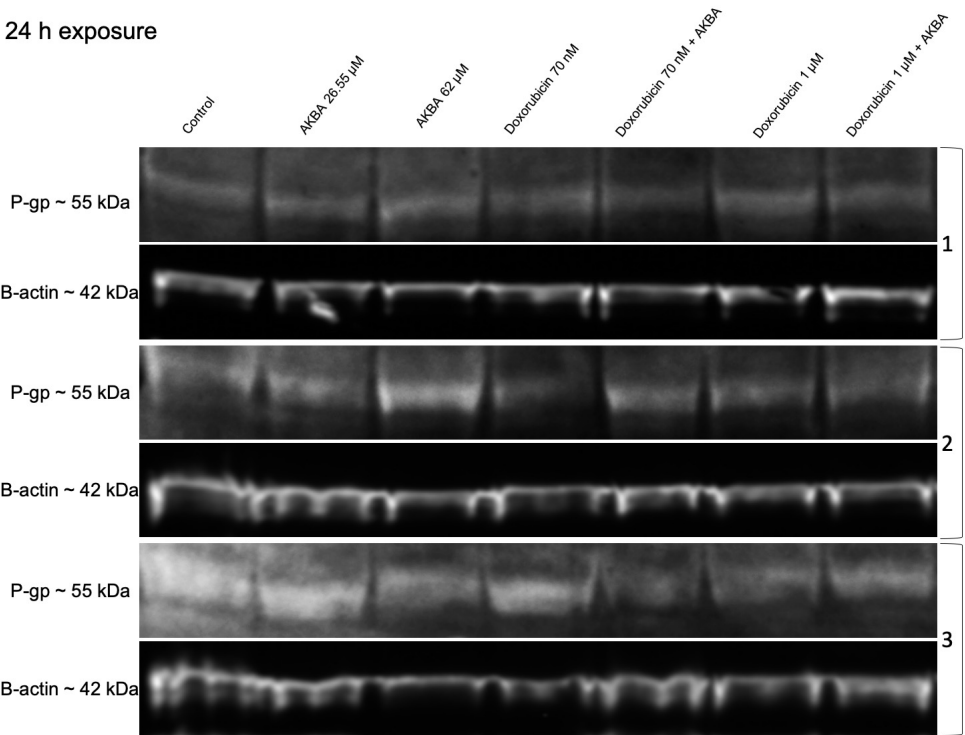 24 h exposure
Control
AKBA 26.55 µM
AKBA 62 µM
Doxorubicin 70 nM
Doxorubicin 70 nM + AKBA
Doxorubicin 1 µM
Doxorubicin 1 µM + AKBA
P-gp ~ 55 kDa
B-actin ~ 42 kDa
1
P-gp ~ 55 kDa
B-actin ~ 42 kDa
2
P-gp ~ 55 kDa
B-actin ~ 42 kDa
3